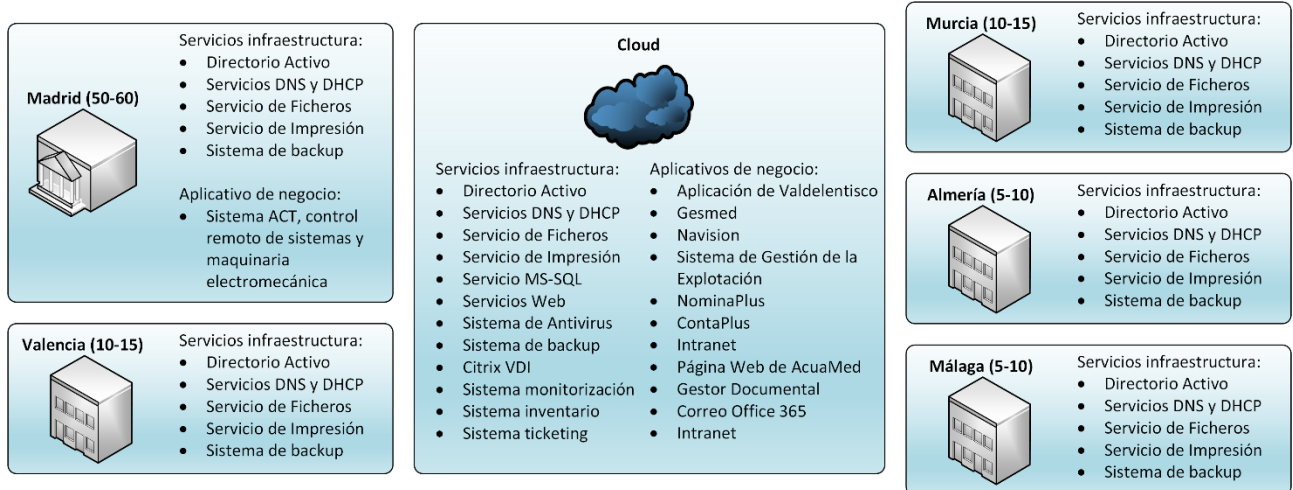 Madrid (50-60)
Servicios infraestructura:
• Directorio Activo
• Servicios DNS y DHCP
• Servicio de Ficheros
• Servicio de Impresión
• Sistema de backup
Aplicativo de negocio:
• Sistema ACT, control
remoto de sistemas y
maquinaria
electromecánica
Valencia (10-15)
Servicios infraestructura:
• Directorio Activo
• Servicios DNS y DHCP
• Servicio de Ficheros
• Servicio de Impresión
• Sistema de backup
Cloud
Servicios infraestructura:
• Directorio Activo
• Servicios DNS y DHCP
• Servicio de Ficheros
• Servicio de Impresión
• Servicio MS-SQL
• Servicios Web
• Sistema de Antivirus
• Sistema de backup
• Citrix VDI
• Sistema monitorización
• Sistema inventario
• Sistema ticketing
Aplicativos de negocio:
• Aplicación de Valdelentisco
• Gesmed
• Navision
• Sistema de Gestión de la
Explotación
• NominaPlus
• ContaPlus
• Intranet
• Página Web de AcuaMed
• Gestor Documental
• Correo Office 365
• Intranet
Murcia (10-15)
Servicios infraestructura:
• Directorio Activo
• Servicios DNS y DHCP
• Servicio de Ficheros
• Servicio de Impresión
• Sistema de backup
Almería (5-10)
Servicios infraestructura:
• Directorio Activo
• Servicios DNS y DHCP
• Servicio de Ficheros
• Servicio de Impresión
• Sistema de backup
Málaga (5-10)
Servicios infraestructura:
• Directorio Activo
• Servicios DNS y DHCP
• Servicio de Ficheros
• Servicio de Impresión
• Sistema de backup